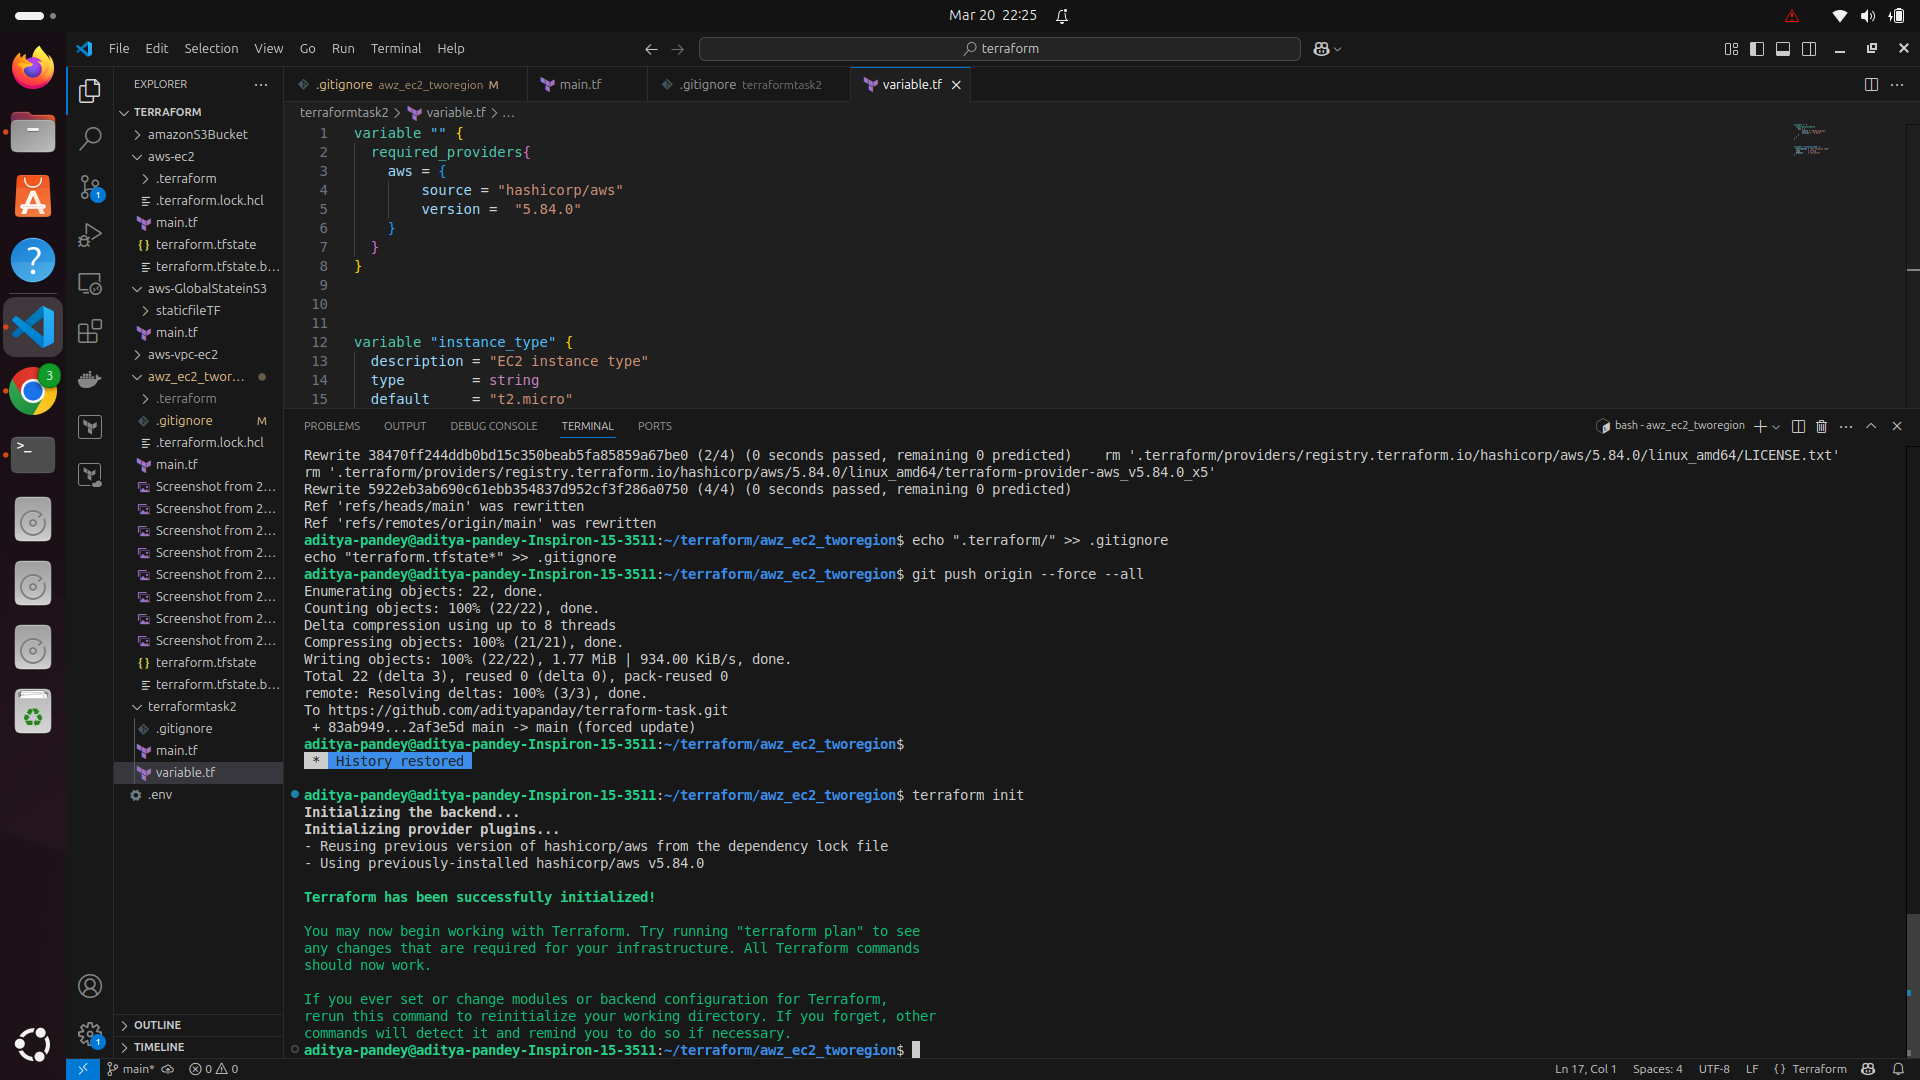 Mar 20 22:25
File Edit Selection View Go Run Terminal Help
terraform
EXPLORER
TERRAFORM
amazonS3Bucket
aws-ec2
.terraform
.terraform.lock.hcl
main.tf
terraform.tfstate
terraform.tfstate.b...
aws-GlobalStateinS3
staticfileTF
main.tf
aws-vpc-ec2
awz_ec2_twor...
.terraform
.gitignore M
.terraform.lock.hcl
main.tf
Screenshot from 2...
Screenshot from 2...
Screenshot from 2...
Screenshot from 2...
Screenshot from 2...
Screenshot from 2...
Screenshot from 2...
Screenshot from 2...
terraform.tfstate
terraform.tfstate.b...
terraformtask2
.gitignore
main.tf
variable.tf
.env
OUTLINE
TIMELINE
1
3
1
.gitignore awz_ec2_tworegion M
main.tf
.gitignore terraformtask2
variable.tf
terraformtask2 > variable.tf > ...
1 variable "" {
2 required_providers{
3 aws = {
4 source = "hashicorp/aws"
5 version = "5.84.0"
6 }
7 }
8 }
9
10
11
12 variable "instance_type" {
13 description = "EC2 instance type"
14 type = string
15 default = "t2.micro"
PROBLEMS OUTPUT DEBUG CONSOLE TERMINAL PORTS
bash - awz_ec2_tworegion
Rewrite 38470ff244ddb0bd15c350beab5fa85859a67be0 (2/4) (0 seconds passed, remaining 0 predicted) rm '.terraform/providers/registry.terraform.io/hashicorp/aws/5.84.0/linux_amd64/LICENSE.txt'
rm '.terraform/providers/registry.terraform.io/hashicorp/aws/5.84.0/linux_amd64/terraform-provider-aws_v5.84.0_x5'
Rewrite 5922eb3ab690c61ebb354837d952cf3f286a0750 (4/4) (0 seconds passed, remaining 0 predicted)
Ref 'refs/heads/main' was rewritten
Ref 'refs/remotes/origin/main' was rewritten
aditya-pandey@aditya-pandey-Inspiron-15-3511:~/terraform/awz_ec2_tworegion$ echo ".terraform/" >> .gitignore
echo "terraform.tfstate*" >> .gitignore
aditya-pandey@aditya-pandey-Inspiron-15-3511:~/terraform/awz_ec2_tworegion$ git push origin --force --all
Enumerating objects: 22, done.
Counting objects: 100% (22/22), done.
Delta compression using up to 8 threads
Compressing objects: 100% (21/21), done.
Writing objects: 100% (22/22), 1.77 MiB | 934.00 KiB/s, done.
Total 22 (delta 3), reused 0 (delta 0), pack-reused 0
remote: Resolving deltas: 100% (3/3), done.
To https://github.com/adityapanday/terraform-task.git
+ 83ab949...2af3e5d main -> main (forced update)
aditya-pandey@aditya-pandey-Inspiron-15-3511:~/terraform/awz_ec2_tworegion$
* History restored
aditya-pandey@aditya-pandey-Inspiron-15-3511:~/terraform/awz_ec2_tworegion$ terraform init
Initializing the backend...
Initializing provider plugins...
- Reusing previous version of hashicorp/aws from the dependency lock file
- Using previously-installed hashicorp/aws v5.84.0
Terraform has been successfully initialized!
You may now begin working with Terraform. Try running "terraform plan" to see
any changes that are required for your infrastructure. All Terraform commands
should now work.
If you ever set or change modules or backend configuration for Terraform,
rerun this command to reinitialize your working directory. If you forget, other
commands will detect it and remind you to do so if necessary.
aditya-pandey@aditya-pandey-Inspiron-15-3511:~/terraform/awz_ec2_tworegion$
main* 0 0
Ln 17, Col 1 Spaces: 4 UTF-8 LF {} Terraform